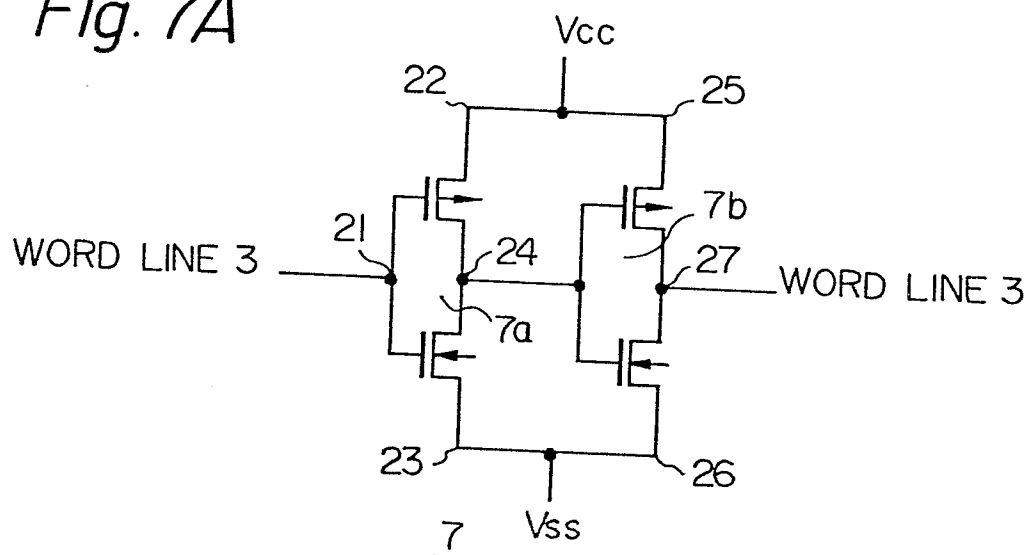 Fig. 7A
Vcc
22
25
7b
21
24
27
WORD LINE 3
WORD LINE 3
7a
23
26
Vss
7